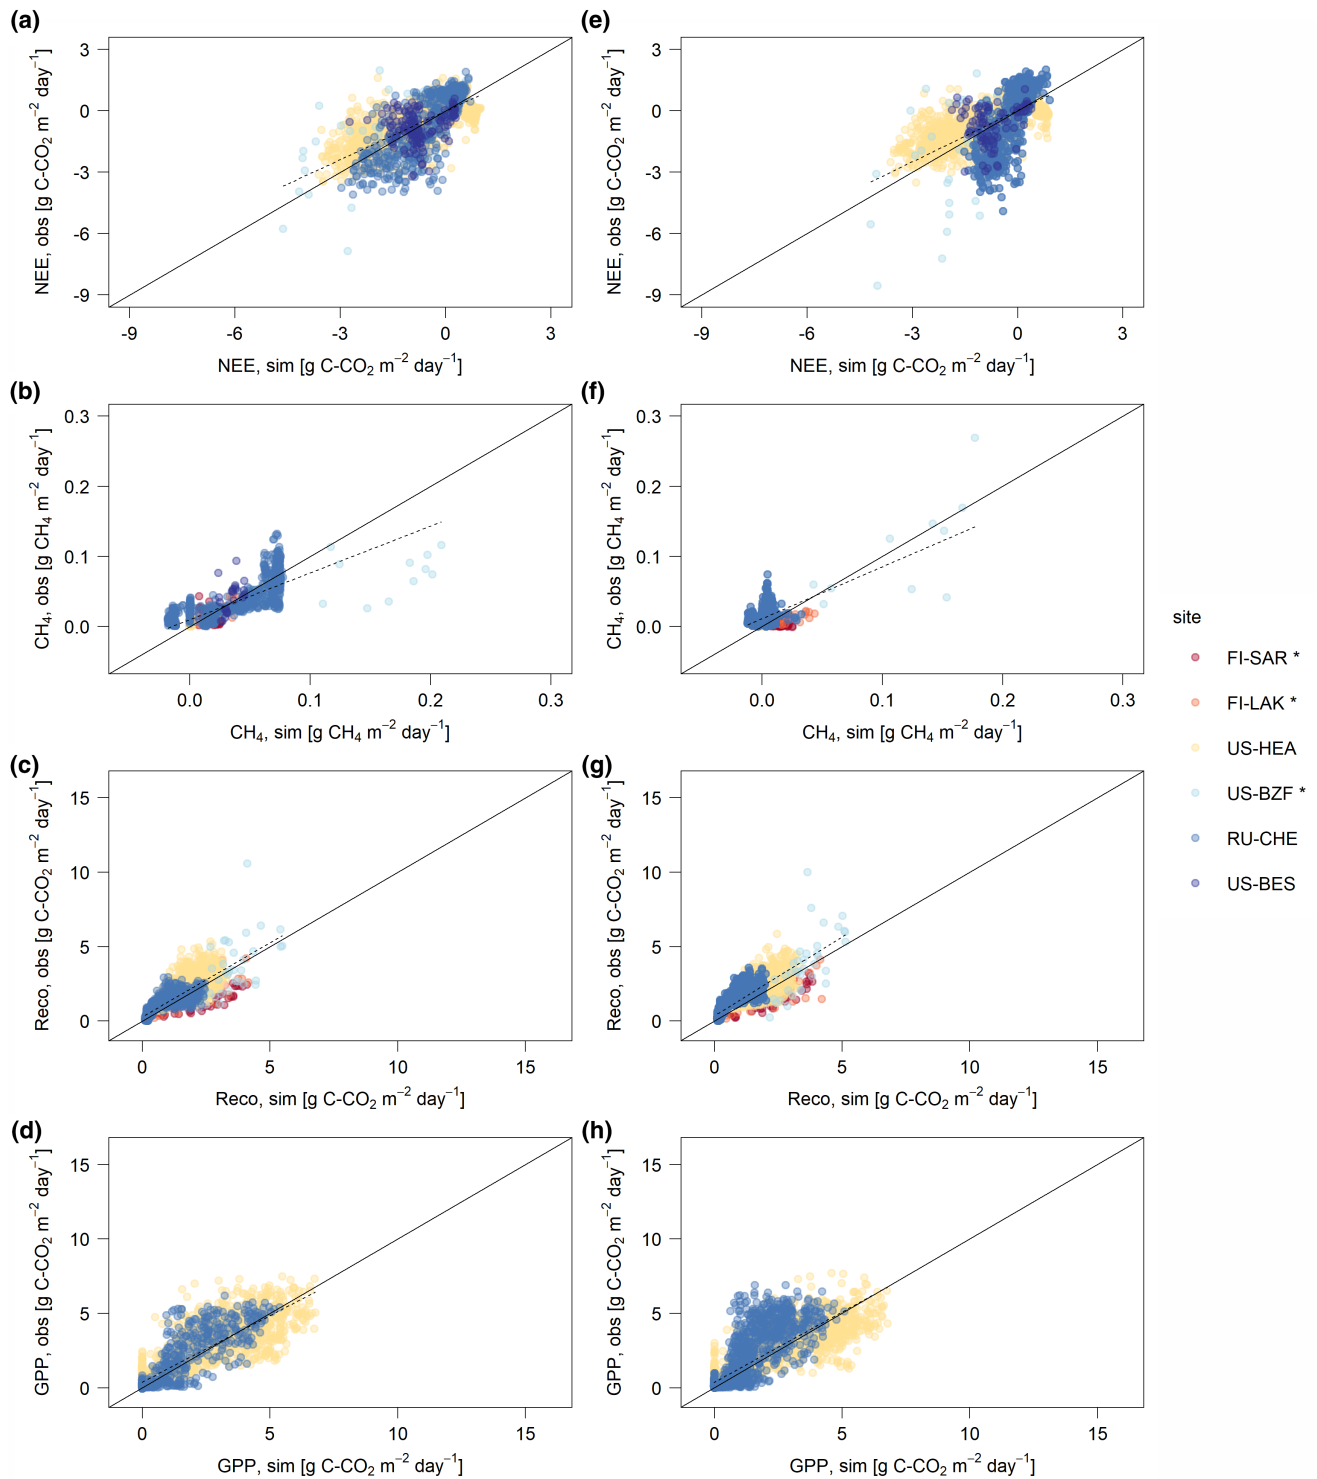 (a)
NEE, obs [g C-CO₂ m⁻² day⁻¹]
3
0
-3
-6
-9
-9 -6 -3 0 3
NEE, sim [g C-CO₂ m⁻² day⁻¹]
(e)
NEE, obs [g C-CO₂ m⁻² day⁻¹]
3
0
-3
-6
-9
-9 -6 -3 0 3
NEE, sim [g C-CO₂ m⁻² day⁻¹]
(b)
CH₄, obs [g CH₄ m⁻² day⁻¹]
0.3
0.2
0.1
0.0
0.0 0.1 0.2 0.3
CH₄, sim [g CH₄ m⁻² day⁻¹]
(f)
CH₄, obs [g CH₄ m⁻² day⁻¹]
0.3
0.2
0.1
0.0
0.0 0.1 0.2 0.3
CH₄, sim [g CH₄ m⁻² day⁻¹]
(c)
Reco, obs [g C-CO₂ m⁻² day⁻¹]
15
10
5
0
0 5 10 15
Reco, sim [g C-CO₂ m⁻² day⁻¹]
(g)
Reco, obs [g C-CO₂ m⁻² day⁻¹]
15
10
5
0
0 5 10 15
Reco, sim [g C-CO₂ m⁻² day⁻¹]
(d)
GPP, obs [g C-CO₂ m⁻² day⁻¹]
15
10
5
0
0 5 10 15
GPP, sim [g C-CO₂ m⁻² day⁻¹]
(h)
GPP, obs [g C-CO₂ m⁻² day⁻¹]
15
10
5
0
0 5 10 15
GPP, sim [g C-CO₂ m⁻² day⁻¹]
site
FI-SAR *
FI-LAK *
US-HEA
US-BZF *
RU-CHE
US-BES